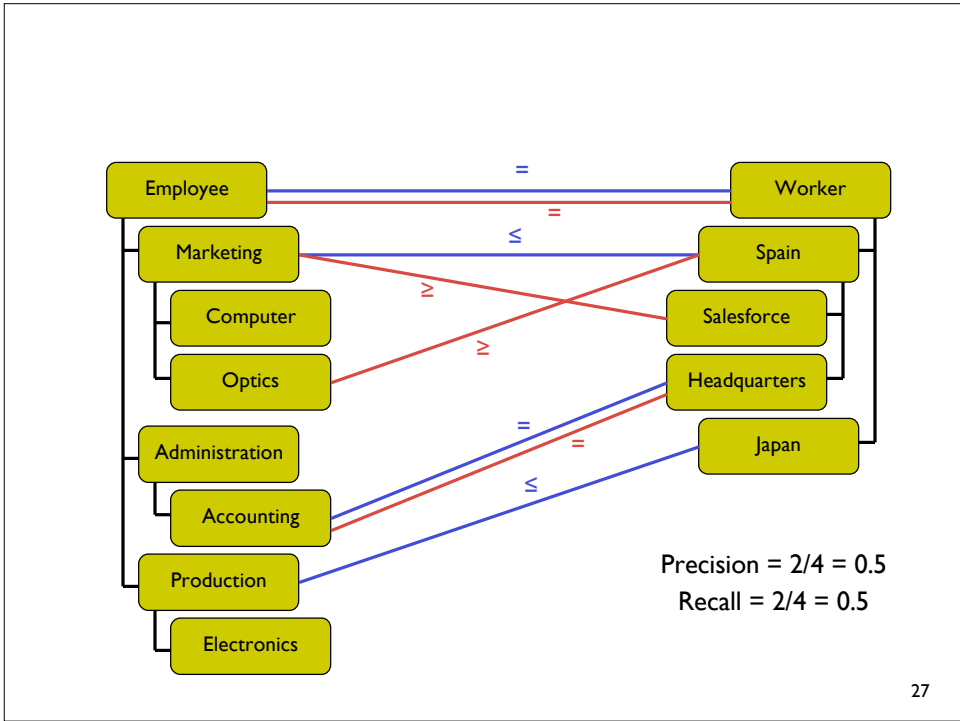 =
Employee
Worker
=
≤
Marketing
Spain
≥
Computer
Salesforce
≥
Optics
Headquarters
=
=
Administration
Japan
≤
Accounting
Production
Precision = 2/4 = 0.5
Recall = 2/4 = 0.5
Electronics
27